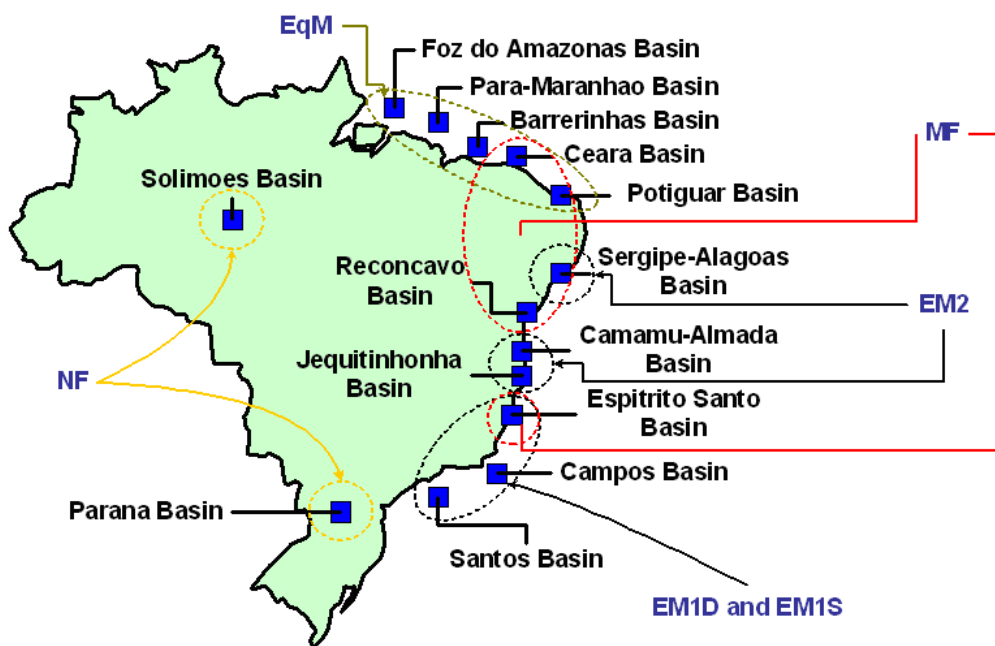 EqM
Foz do Amazonas Basin
Para-Maranhao Basin
Barrerinhas Basin
MF
Ceara Basin
Solimoes Basin
Potiguar Basin
Sergipe-Alagoas
Basin
Reconcavo
Basin
EM2
Camamu-Almada
Basin
Jequitinhonha
Basin
NF
Espitrito Santo
Basin
Campos Basin
Parana Basin
Santos Basin
EM1D and EM1S